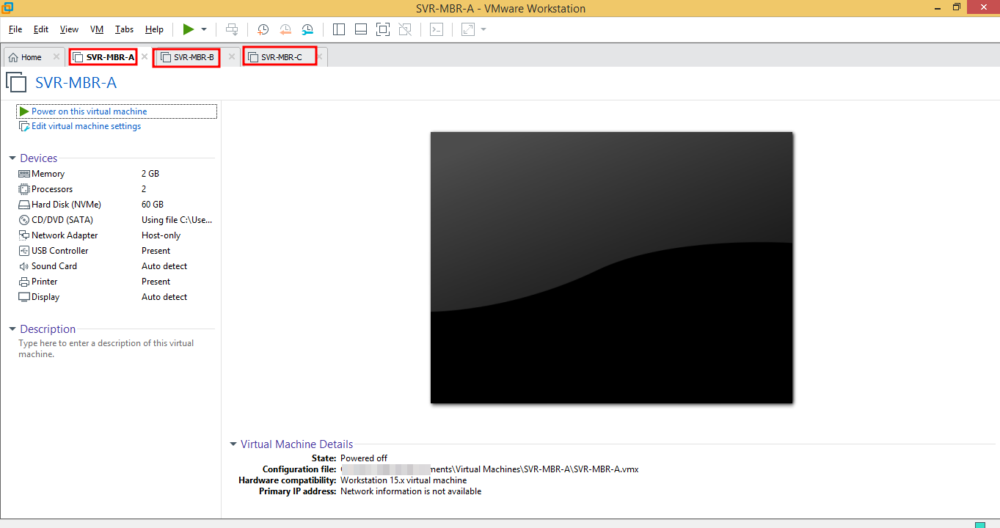 SVR-MBR-A - VMware Workstation
File Edit View VM Tabs Help
Home SVR-MBR-A SVR-MBR-B SVR-MBR-C
SVR-MBR-A
Power on this virtual machine
Edit virtual machine settings
Devices
Memory 2 GB
Processors 2
Hard Disk (NVMe) 60 GB
CD/DVD (SATA) Using file C:\Use...
Network Adapter Host-only
USB Controller Present
Sound Card Auto detect
Printer Present
Display Auto detect
Description
Type here to enter a description of this virtual
machine.
Virtual Machine Details
State: Powered off
Configuration file: ments\Virtual Machines\SVR-MBR-A\SVR-MBR-A.vmx
Hardware compatibility: Workstation 15.x virtual machine
Primary IP address: Network information is not available